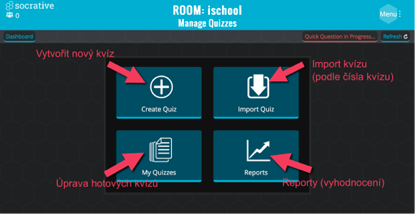 socrative
0
ROOM: ischool
Manage Quizzes
Menu
Dashboard
Quick Question in Progress...
Refresh
Vytvořit nový kvíz
Import kvízu
(podle čísla kvízu)
Create Quiz
Import Quiz
My Quizzes
Reports
Úprava hotových kvízů
Reporty (vyhodnocení)